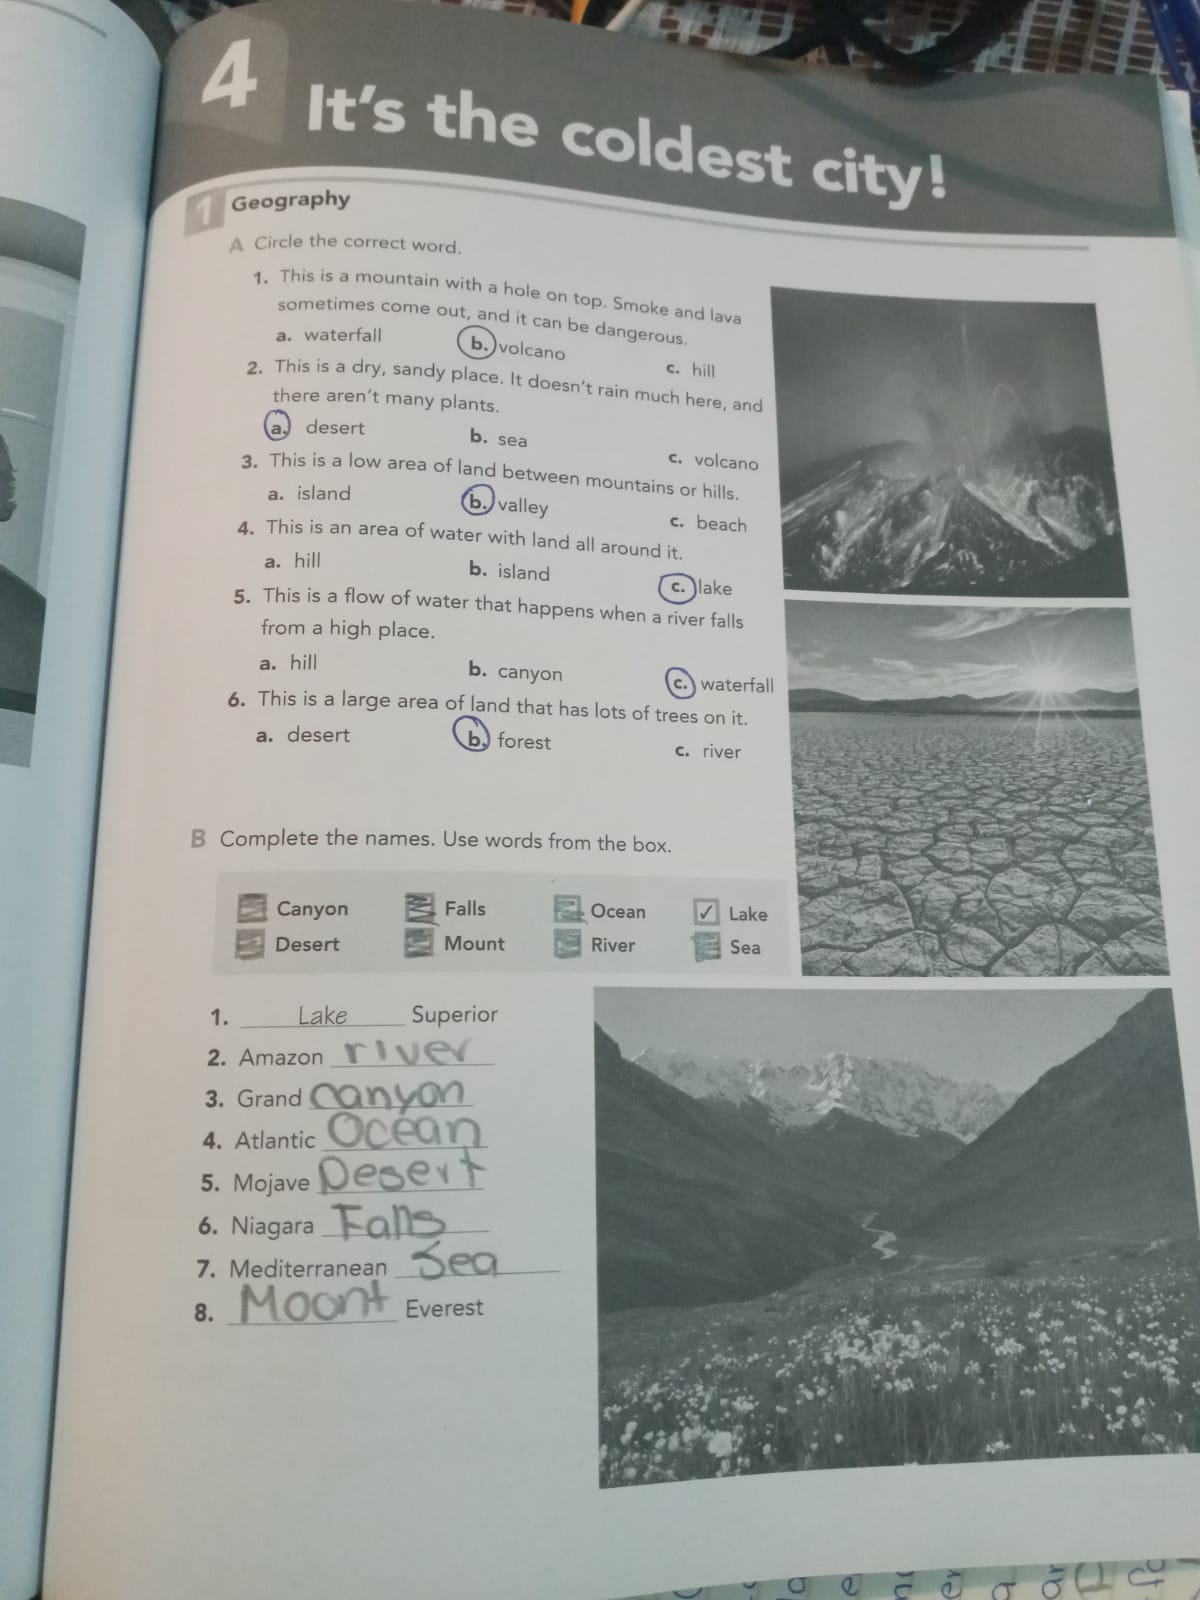 4
It's the coldest city!
1 Geography
A Circle the correct word.
1. This is a mountain with a hole on top. Smoke and lava
sometimes come out, and it can be dangerous.
a. waterfall b. volcano c. hill
2. This is a dry, sandy place. It doesn't rain much here, and
there aren't many plants.
a. desert b. sea c. volcano
3. This is a low area of land between mountains or hills.
a. island b. valley c. beach
4. This is an area of water with land all around it.
a. hill b. island c. lake
5. This is a flow of water that happens when a river falls
from a high place.
a. hill b. canyon c. waterfall
6. This is a large area of land that has lots of trees on it.
a. desert b. forest c. river
B Complete the names. Use words from the box.
Canyon Falls Ocean ✓ Lake
Desert Mount River Sea
1. Lake Superior
2. Amazon river
3. Grand canyon
4. Atlantic Ocean
5. Mojave Desert
6. Niagara Falls
7. Mediterranean Sea
8. Moont Everest